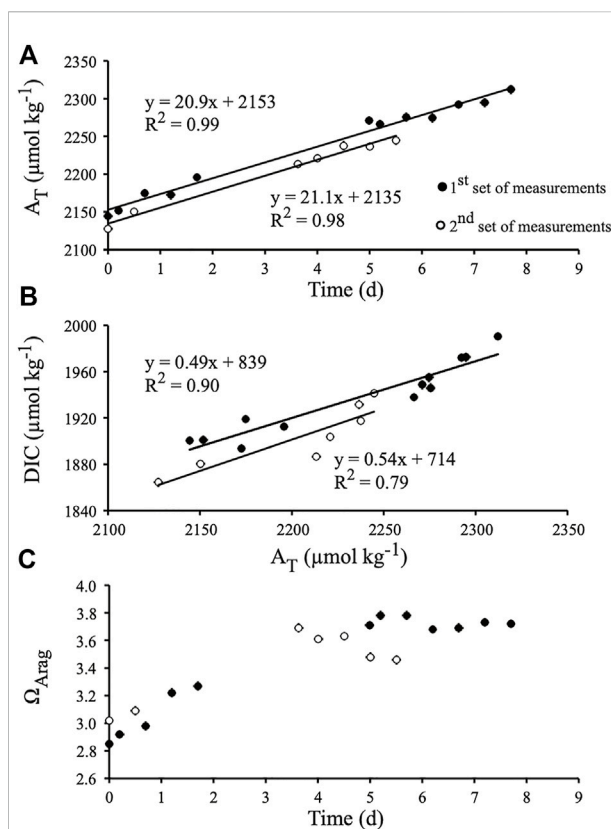 A
2350
2300
2250
2200
2150
2100
A_T (μmol kg⁻¹)
y = 20.9x + 2153
R² = 0.99
21.1x + 2135
R² = 0.98
1st set of measurements
2nd set of measurements
0 1 2 3 4 5 6 7 8 9
Time (d)
B
2000
1960
1920
1880
1840
DIC (μmol kg⁻¹)
y = 0.49x + 839
R² = 0.90
y = 0.54x + 714
R² = 0.79
2100 2150 2200 2250 2300 2350
A_T (μmol kg⁻¹)
C
4.0
3.8
3.6
3.4
3.2
3.0
2.8
2.6
Ω_Arag
0 1 2 3 4 5 6 7 8 9
Time (d)